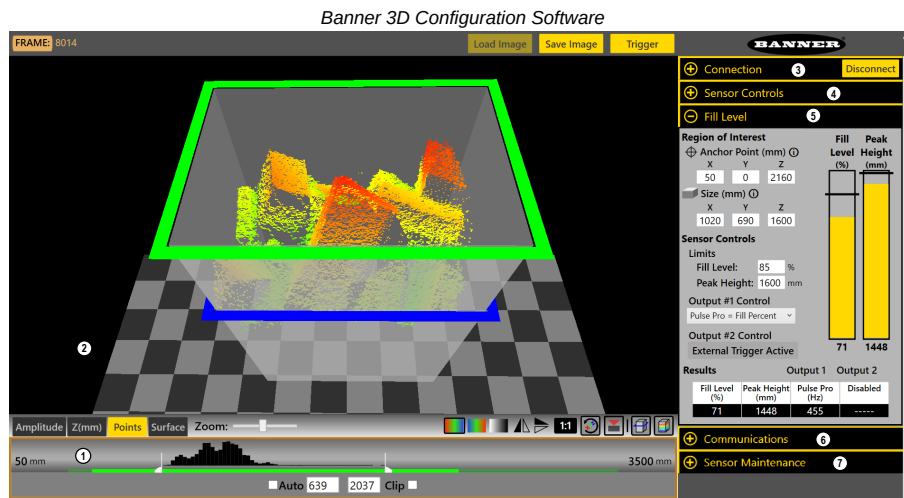 Banner 3D Configuration Software
FRAME: 8014
Load Image
Save Image
Trigger
BANNER
Connection 3 Disconnect
Sensor Controls 4
Fill Level 5
Region of Interest
Anchor Point (mm)
X Y Z
50 0 2160
Size (mm)
X Y Z
1020 690 1600
Sensor Controls
Limits
Fill Level: 85 %
Peak Height: 1600 mm
Output #1 Control
Pulse Pro = Fill Percent
Output #2 Control
External Trigger Active
Fill Level (%)
Peak Height (mm)
71 1448
Results Output 1 Output 2
Fill Level (%) Peak Height (mm) Pulse Pro (Hz) Disabled
71 1448 455 -----
Communications 6
Sensor Maintenance 7
2
Amplitude Z(mm) Points Surface Zoom: 1:1
50 mm 1 3500 mm
Auto 639 2037 Clip